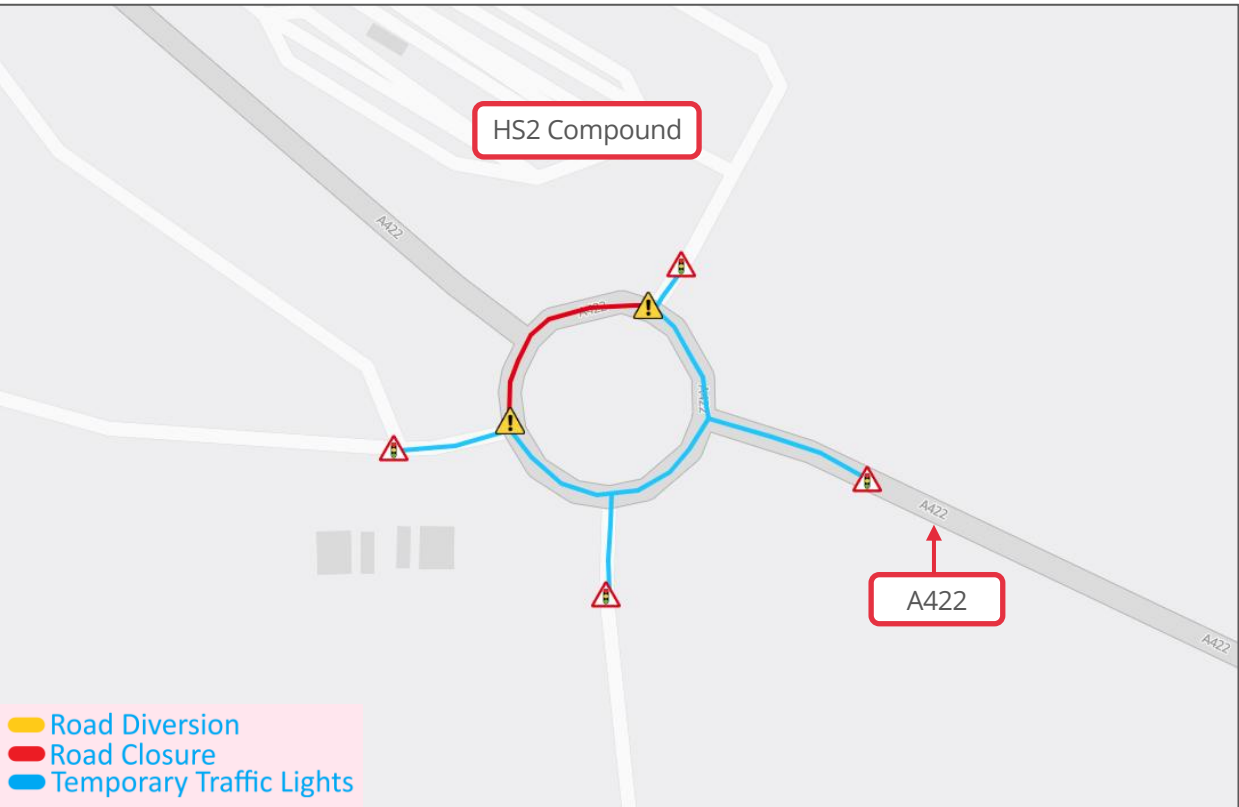 HS2 Compound
A422
A422
A422
A422
A422
A422
Road Diversion
Road Closure
Temporary Traffic Lights